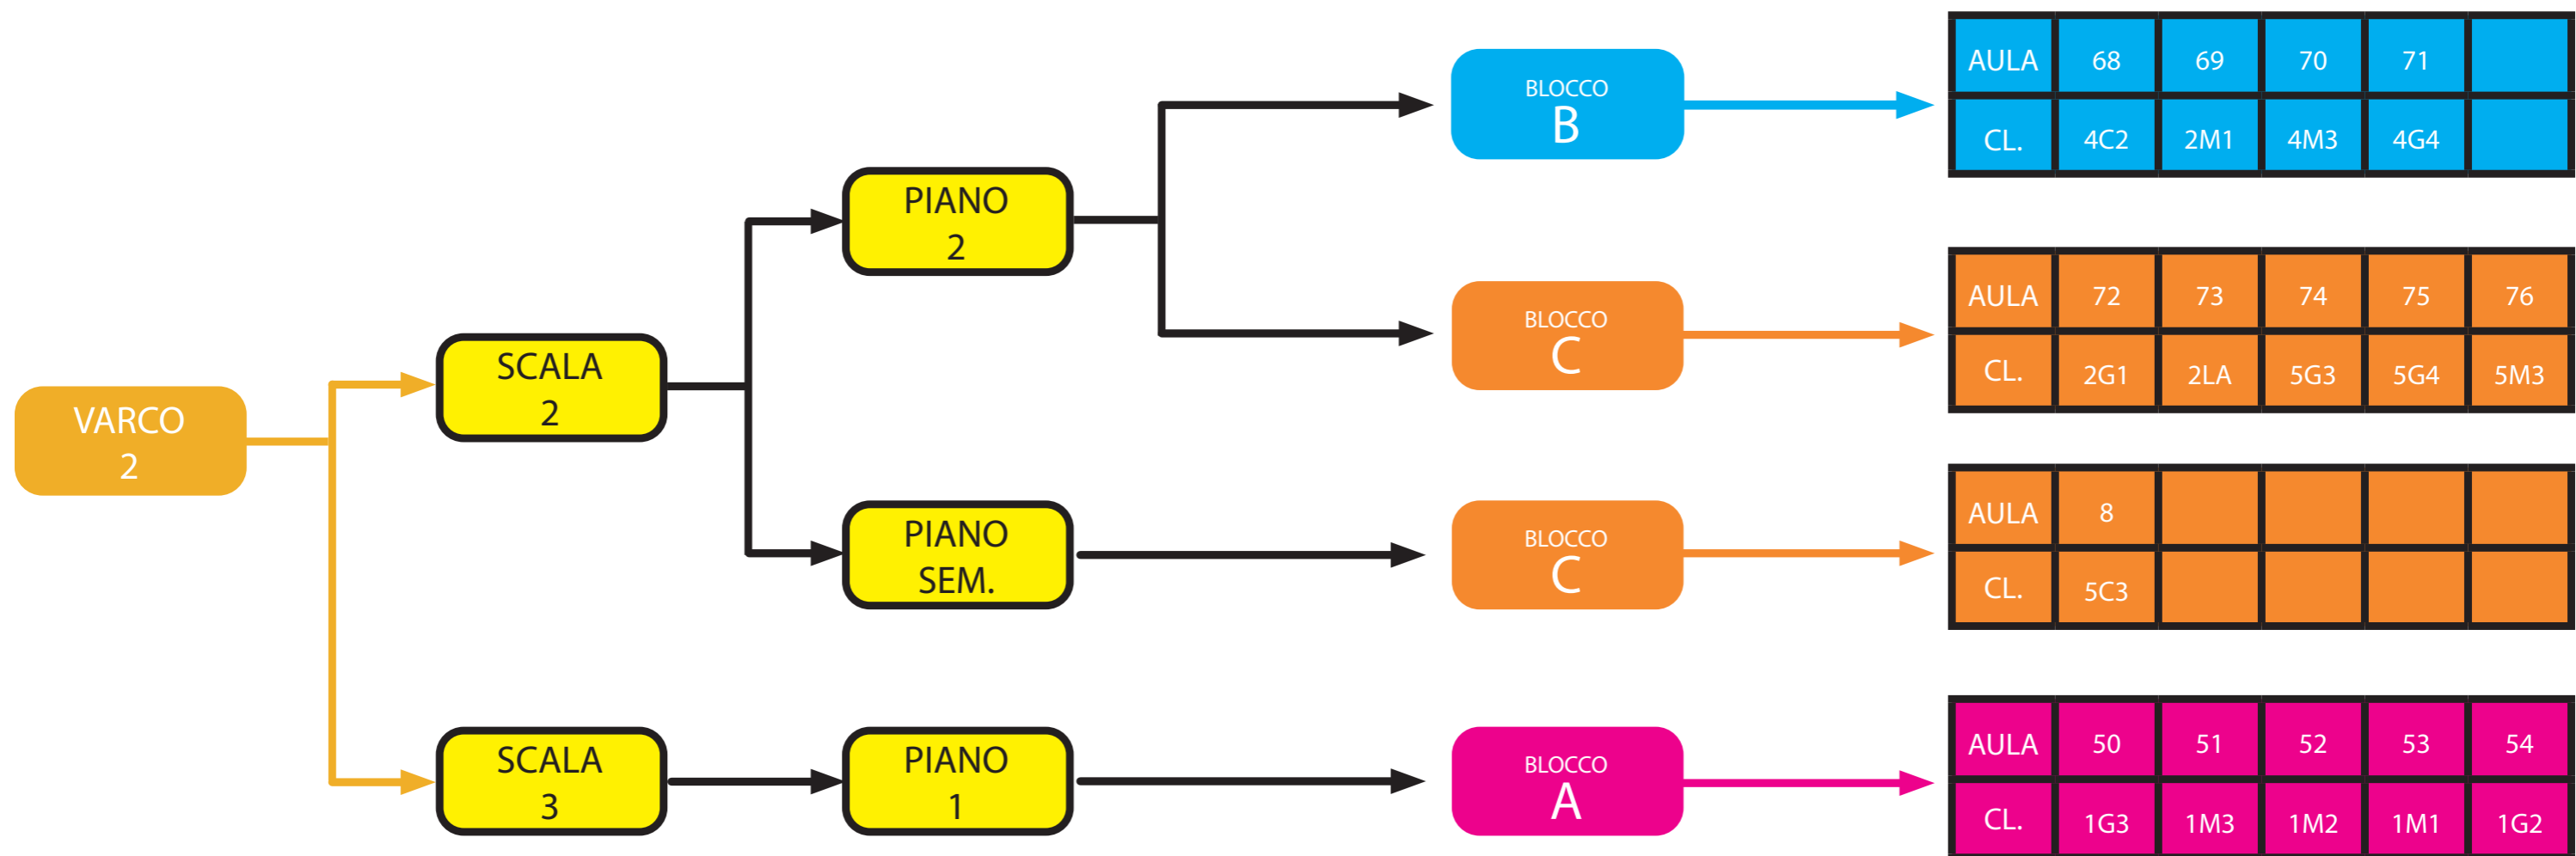 VARCO
2
SCALA
2
SCALA
3
PIANO
2
PIANO
SEM.
PIANO
1
BLOCCO
B
BLOCCO
C
BLOCCO
C
BLOCCO
A
AULA 68 69 70 71
CL. 4C2 2M1 4M3 4G4
AULA 72 73 74 75 76
CL. 2G1 2LA 5G3 5G4 5M3
AULA 8
CL. 5C3
AULA 50 51 52 53 54
CL. 1G3 1M3 1M2 1M1 1G2